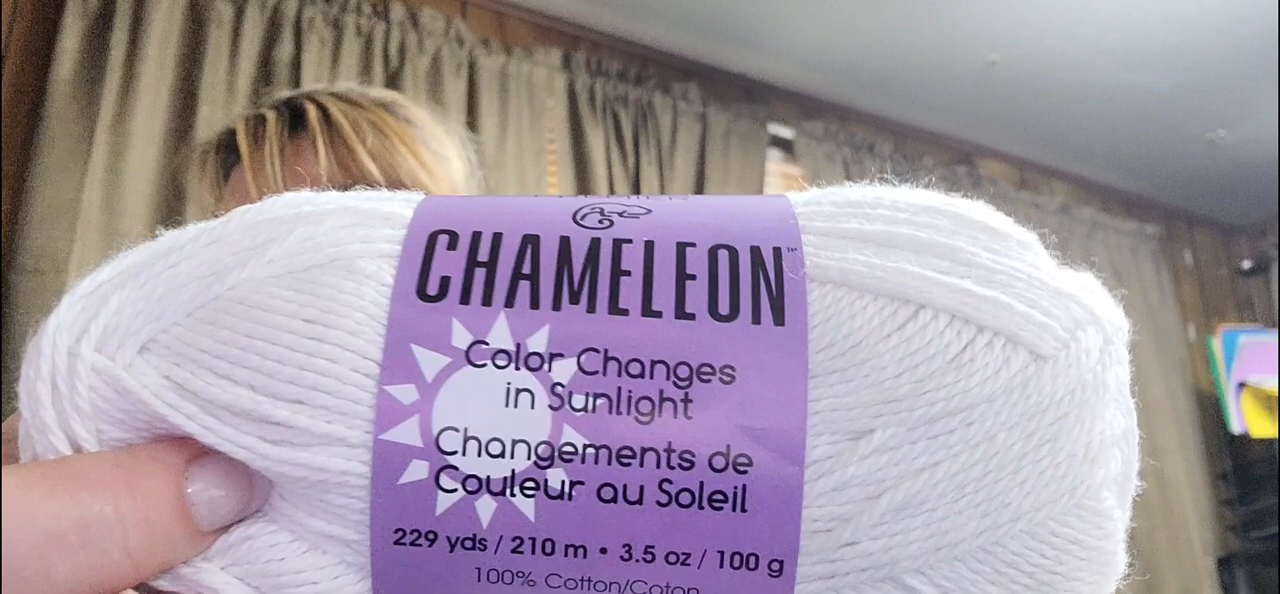 CHAMELEON™
Color Changes
in Sunlight
Changements de
Couleur au Soleil
229 yds / 210 m • 3.5 oz / 100 g
100% Cotton/Coton